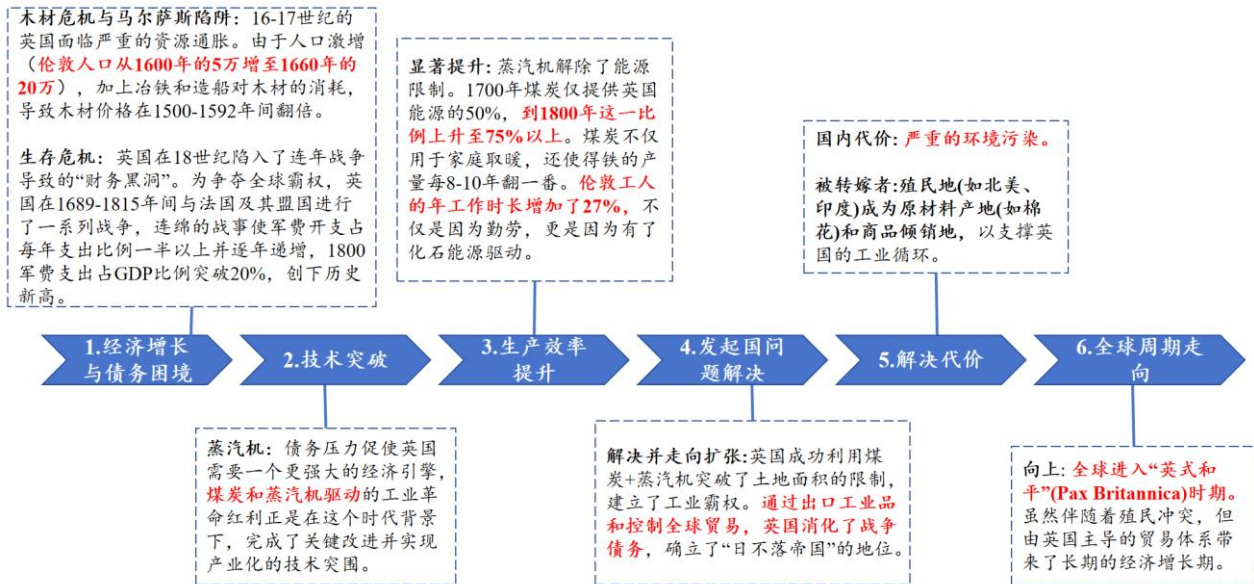 木材危机与马尔萨斯陷阱：16-17世纪的
英国面临严重的资源通胀。由于人口激增
（伦敦人口从1600年的5万增至1660年的
20万），加上冶铁和造船对木材的消耗，
导致木材价格在1500-1592年间翻倍。
生存危机：英国在18世纪陷入了连年战争
导致的“财务黑洞”。为争夺全球霸权，英
国在1689-1815年间与法国及其盟国进行
了一系列战争，连绵的战事使军费开支占
每年支出比例一半以上并逐年递增，1800
军费支出占GDP比例突破20%，创下历史
新高。
显著提升: 蒸汽机解除了能源
限制。1700年煤炭仅提供英国
能源的50%，到1800年这一比
例上升至75%以上。煤炭不仅
用于家庭取暖，还使得铁的产
量每8-10年翻一番。伦敦工人
的年工作时长增加了27%，不
仅是因为勤劳，更是因为有了
化石能源驱动。
国内代价: 严重的环境污染。
被转嫁者: 殖民地(如北美、
印度)成为原材料产地(如棉
花)和商品倾销地，以支撑英
国的工业循环。
1.经济增长
与债务困境
2.技术突破
3.生产效率
提升
4.发起国问
题解决
5.解决代价
6.全球周期走
向
蒸汽机：债务压力促使英国
需要一个更强大的经济引擎，
煤炭和蒸汽机驱动的工业革
命红利正是在这个时代背景
下，完成了关键改进并实现
产业化的技术突围。
解决并走向扩张:英国成功利用煤
炭+蒸汽机突破了土地面积的限制，
建立了工业霸权。通过出口工业品
和控制全球贸易，英国消化了战争
债务，确立了“日不落帝国”的地位。
向上: 全球进入“英式和
平”(Pax Britannica)时期。
虽然伴随着殖民冲突，但
由英国主导的贸易体系带
来了长期的经济增长期。